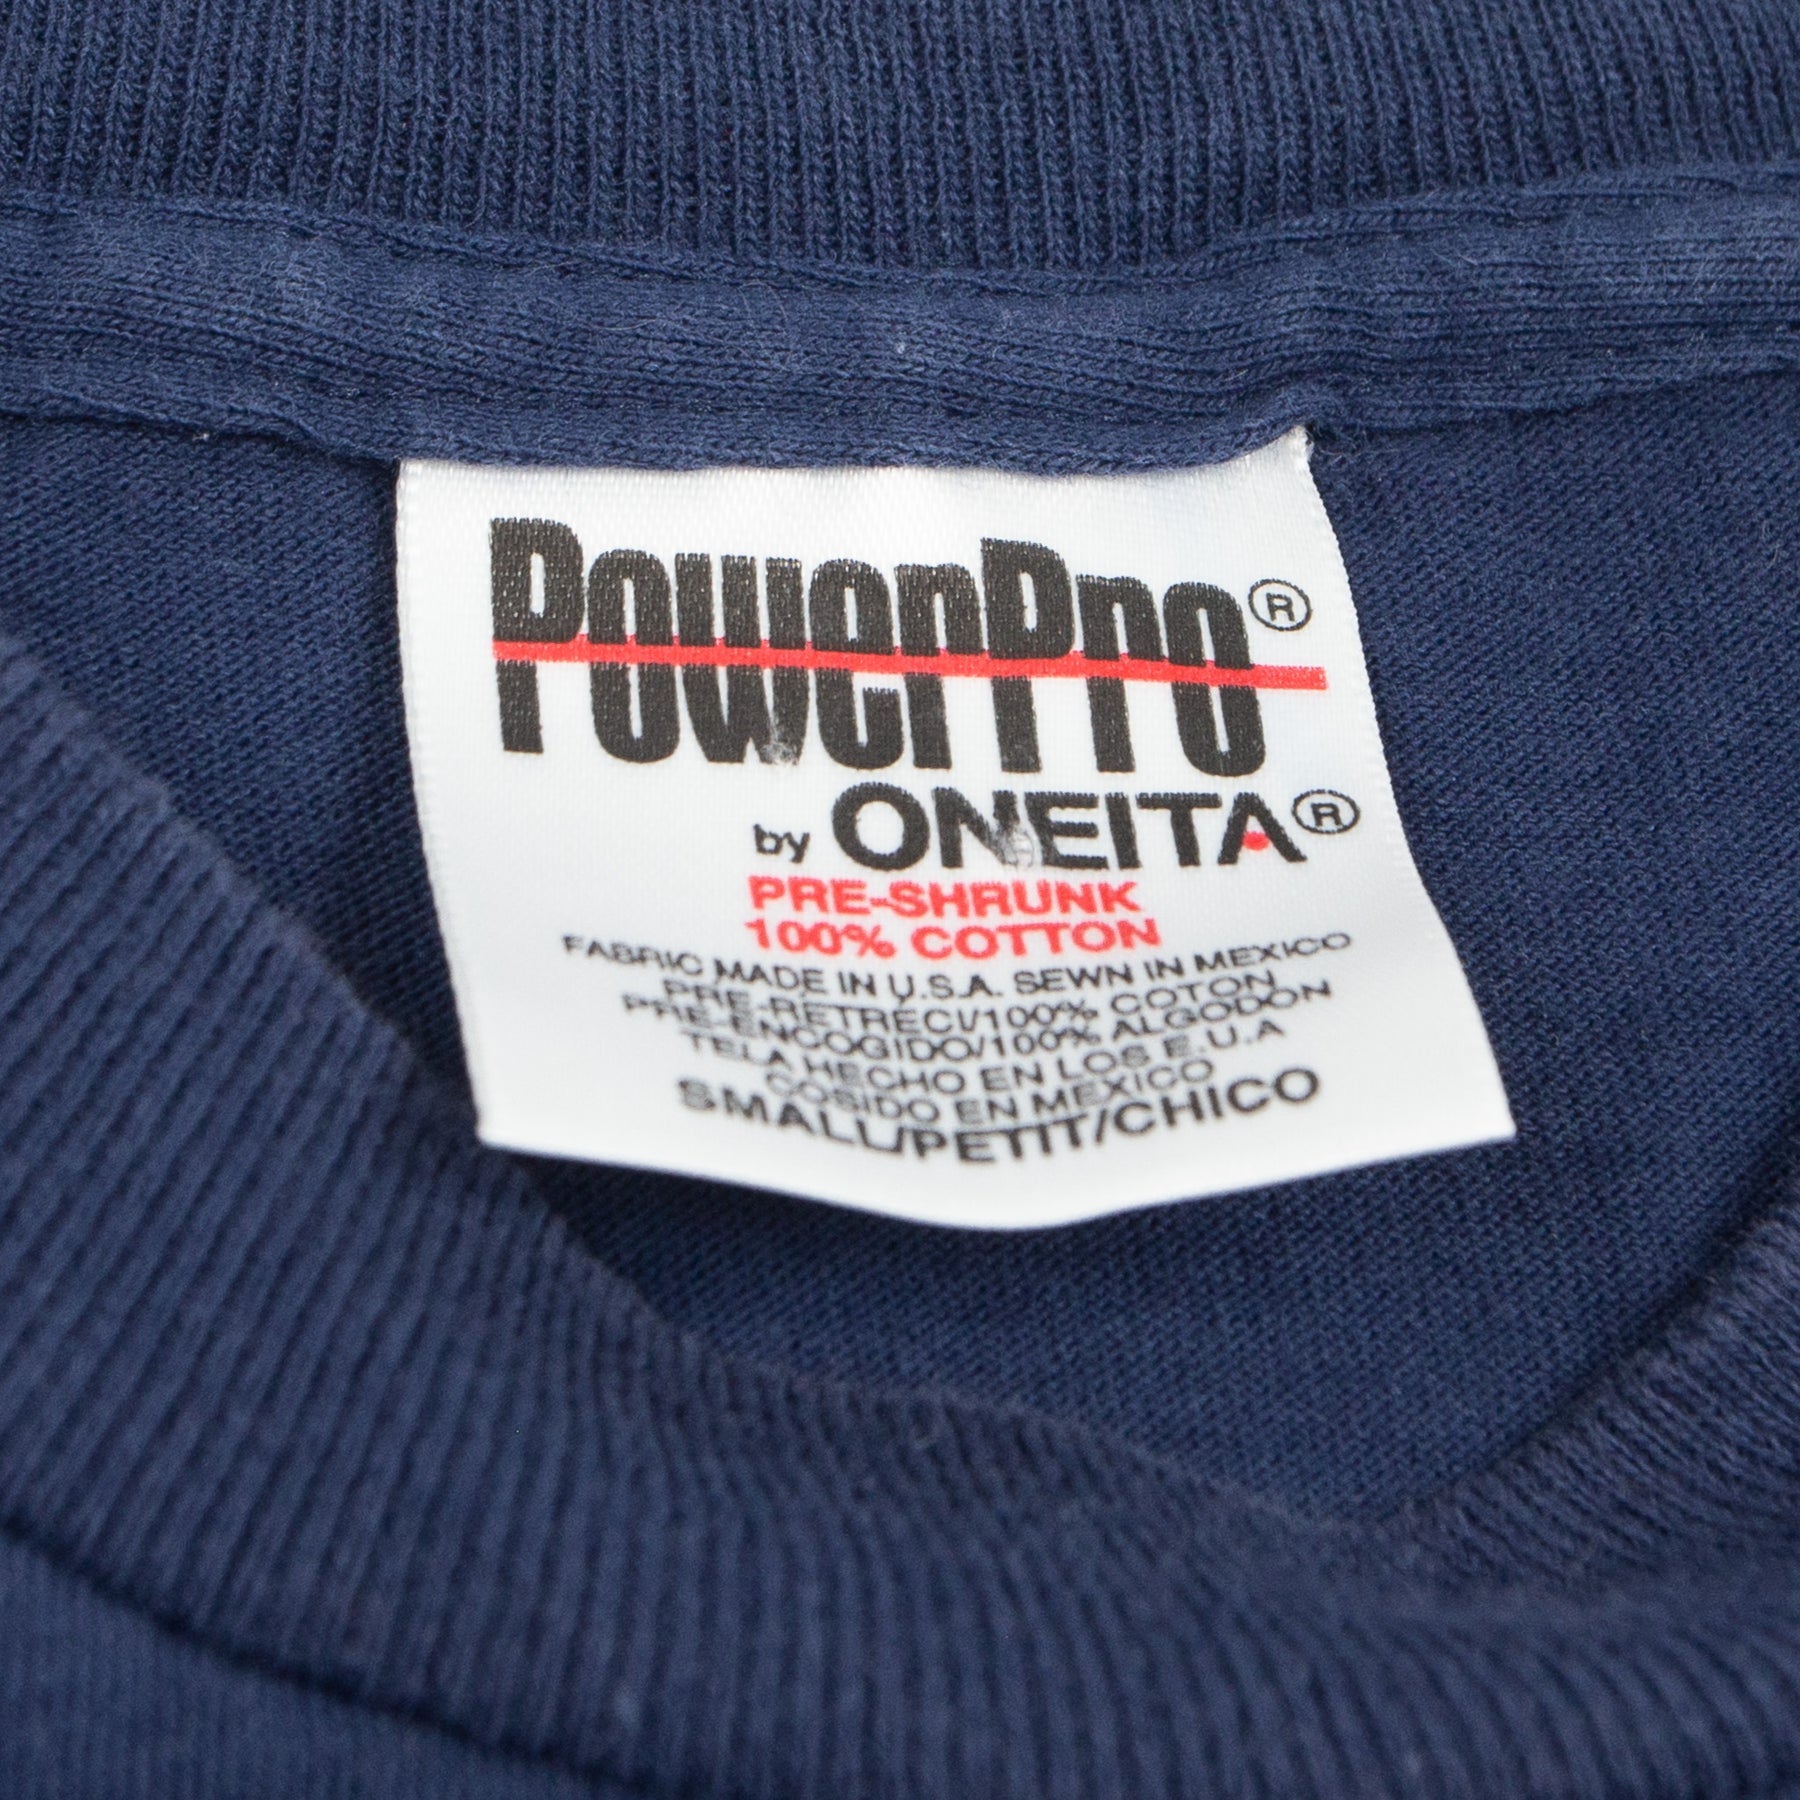 PowerPro®
by ONEITA®
PRE-SHRUNK
100% COTTON
FABRIC MADE IN U.S.A. SEWN IN MEXICO
PRE-RÉTRÉCI/100% COTON
PRE-ENCOGIDO/100% ALGODON
TELA HECHO EN LOS E.U.A
COSIDO EN MEXICO
SMALL/PETIT/CHICO